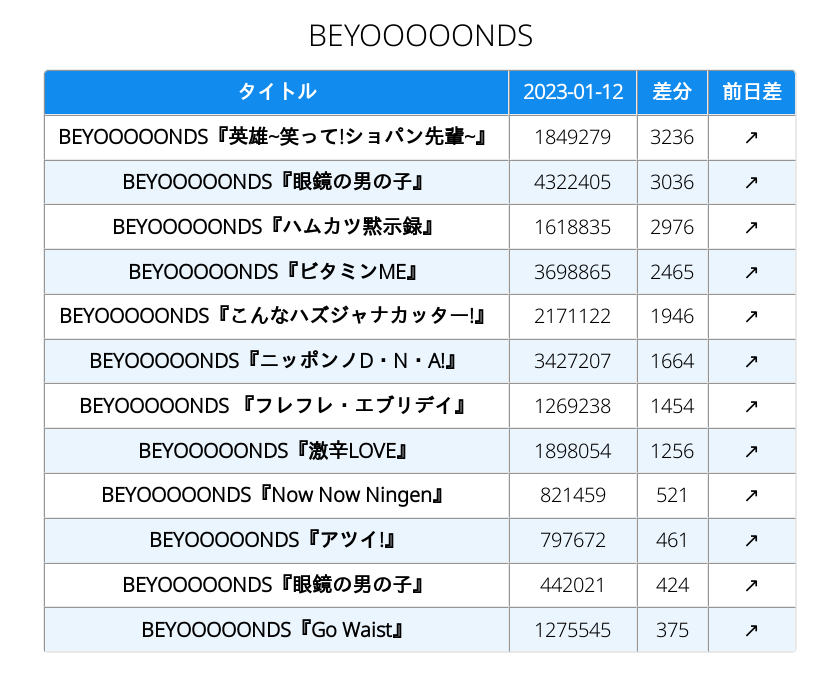 BEYOOOOONDS
タイトル 2023-01-12 差分 前日差
BEYOOOOONDS『英雄~笑って!ショパン先輩~』 1849279 3236 ↗
BEYOOOOONDS『眼鏡の男の子』 4322405 3036 ↗
BEYOOOOONDS『ハムカツ黙示録』 1618835 2976 ↗
BEYOOOOONDS『ビタミンME』 3698865 2465 ↗
BEYOOOOONDS『こんなハズジャナカッター!』 2171122 1946 ↗
BEYOOOOONDS『ニッポンノD・N・A!』 3427207 1664 ↗
BEYOOOOONDS 『フレフレ・エブリデイ』 1269238 1454 ↗
BEYOOOOONDS『激辛LOVE』 1898054 1256 ↗
BEYOOOOONDS『Now Now Ningen』 821459 521 ↗
BEYOOOOONDS『アツイ!』 797672 461 ↗
BEYOOOOONDS『眼鏡の男の子』 442021 424 ↗
BEYOOOOONDS『Go Waist』 1275545 375 ↗